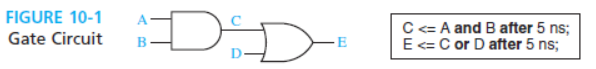 FIGURE 10-1
Gate Circuit
A
B
C
D
E
C <= A and B after 5 ns;
E <= C or D after 5 ns;